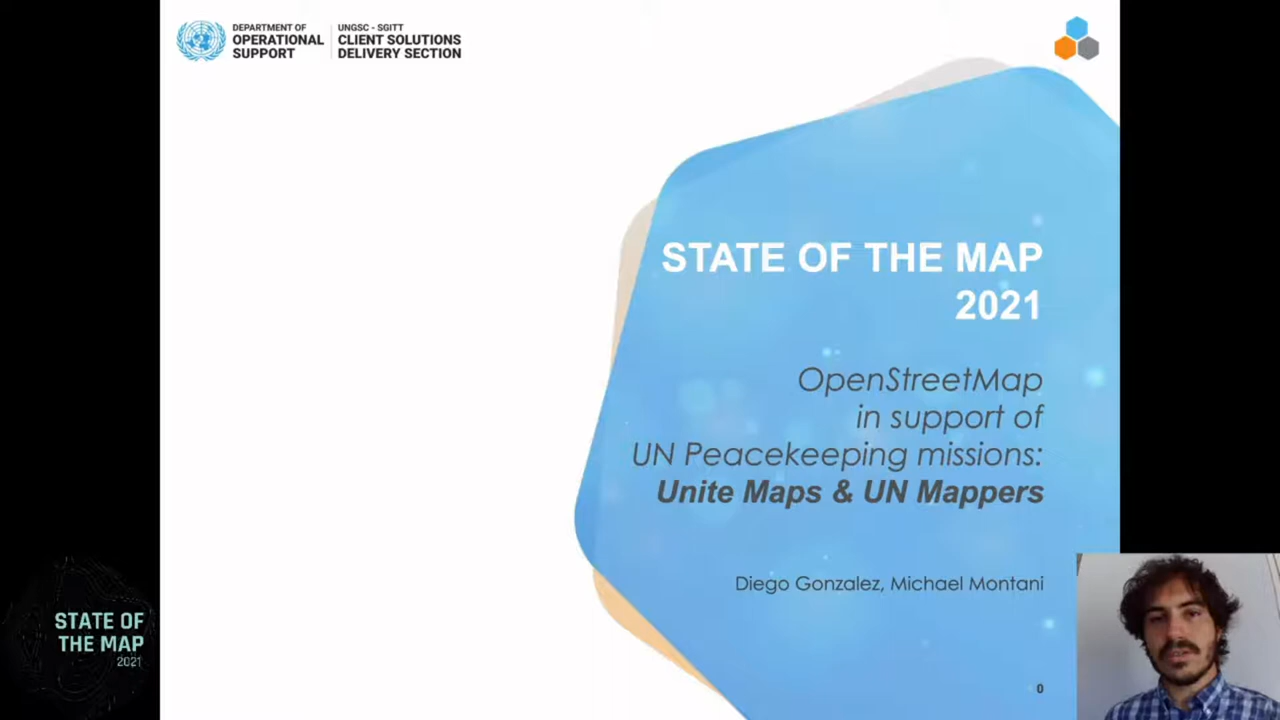 DEPARTMENT OF
OPERATIONAL
SUPPORT
UNGSC - SGITT
CLIENT SOLUTIONS
DELIVERY SECTION
STATE OF THE MAP
2021
OpenStreetMap
in support of
UN Peacekeeping missions:
Unite Maps & UN Mappers
Diego Gonzalez, Michael Montani
0
STATE OF
THE MAP
2021